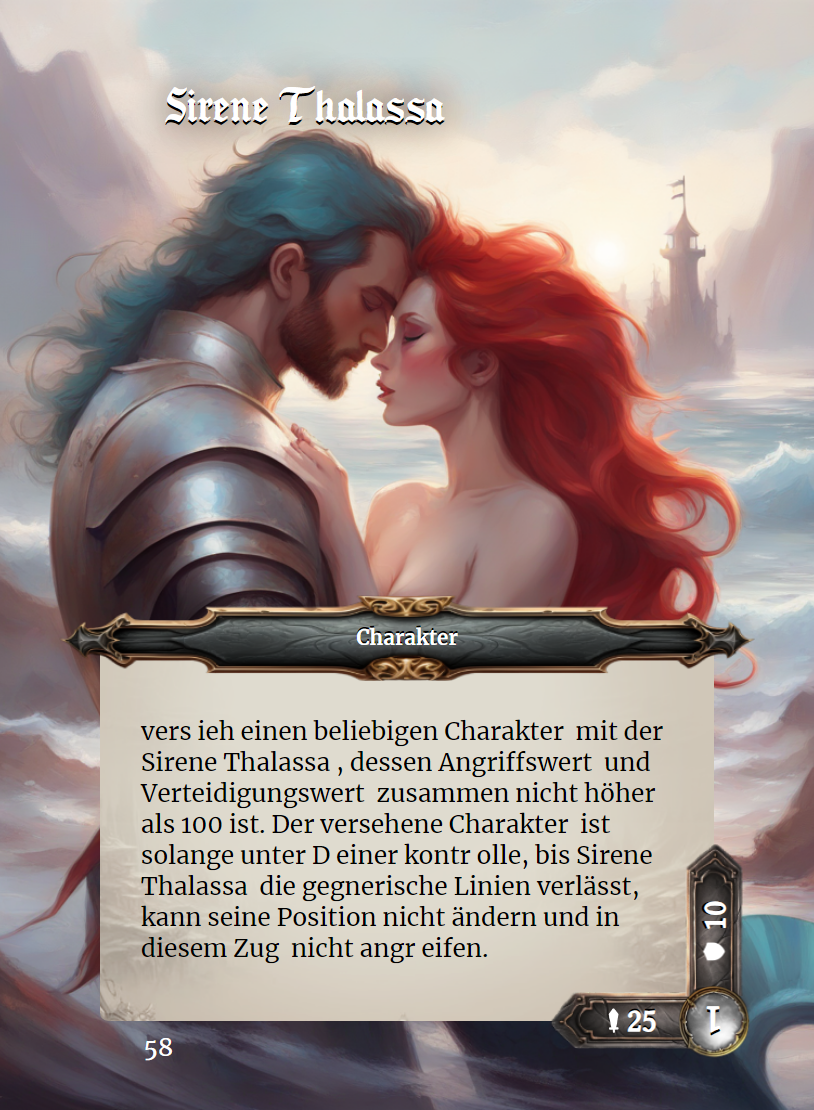 Sirene Thalassa
Charakter
vers ieh einen beliebigen Charakter mit der
Sirene Thalassa , dessen Angriffswert und
Verteidigungswert zusammen nicht höher
als 100 ist. Der versehene Charakter ist
solange unter D einer kontr olle, bis Sirene
Thalassa die gegnerische Linien verlässt,
kann seine Position nicht ändern und in
diesem Zug nicht angr eifen.
10
25
1
58